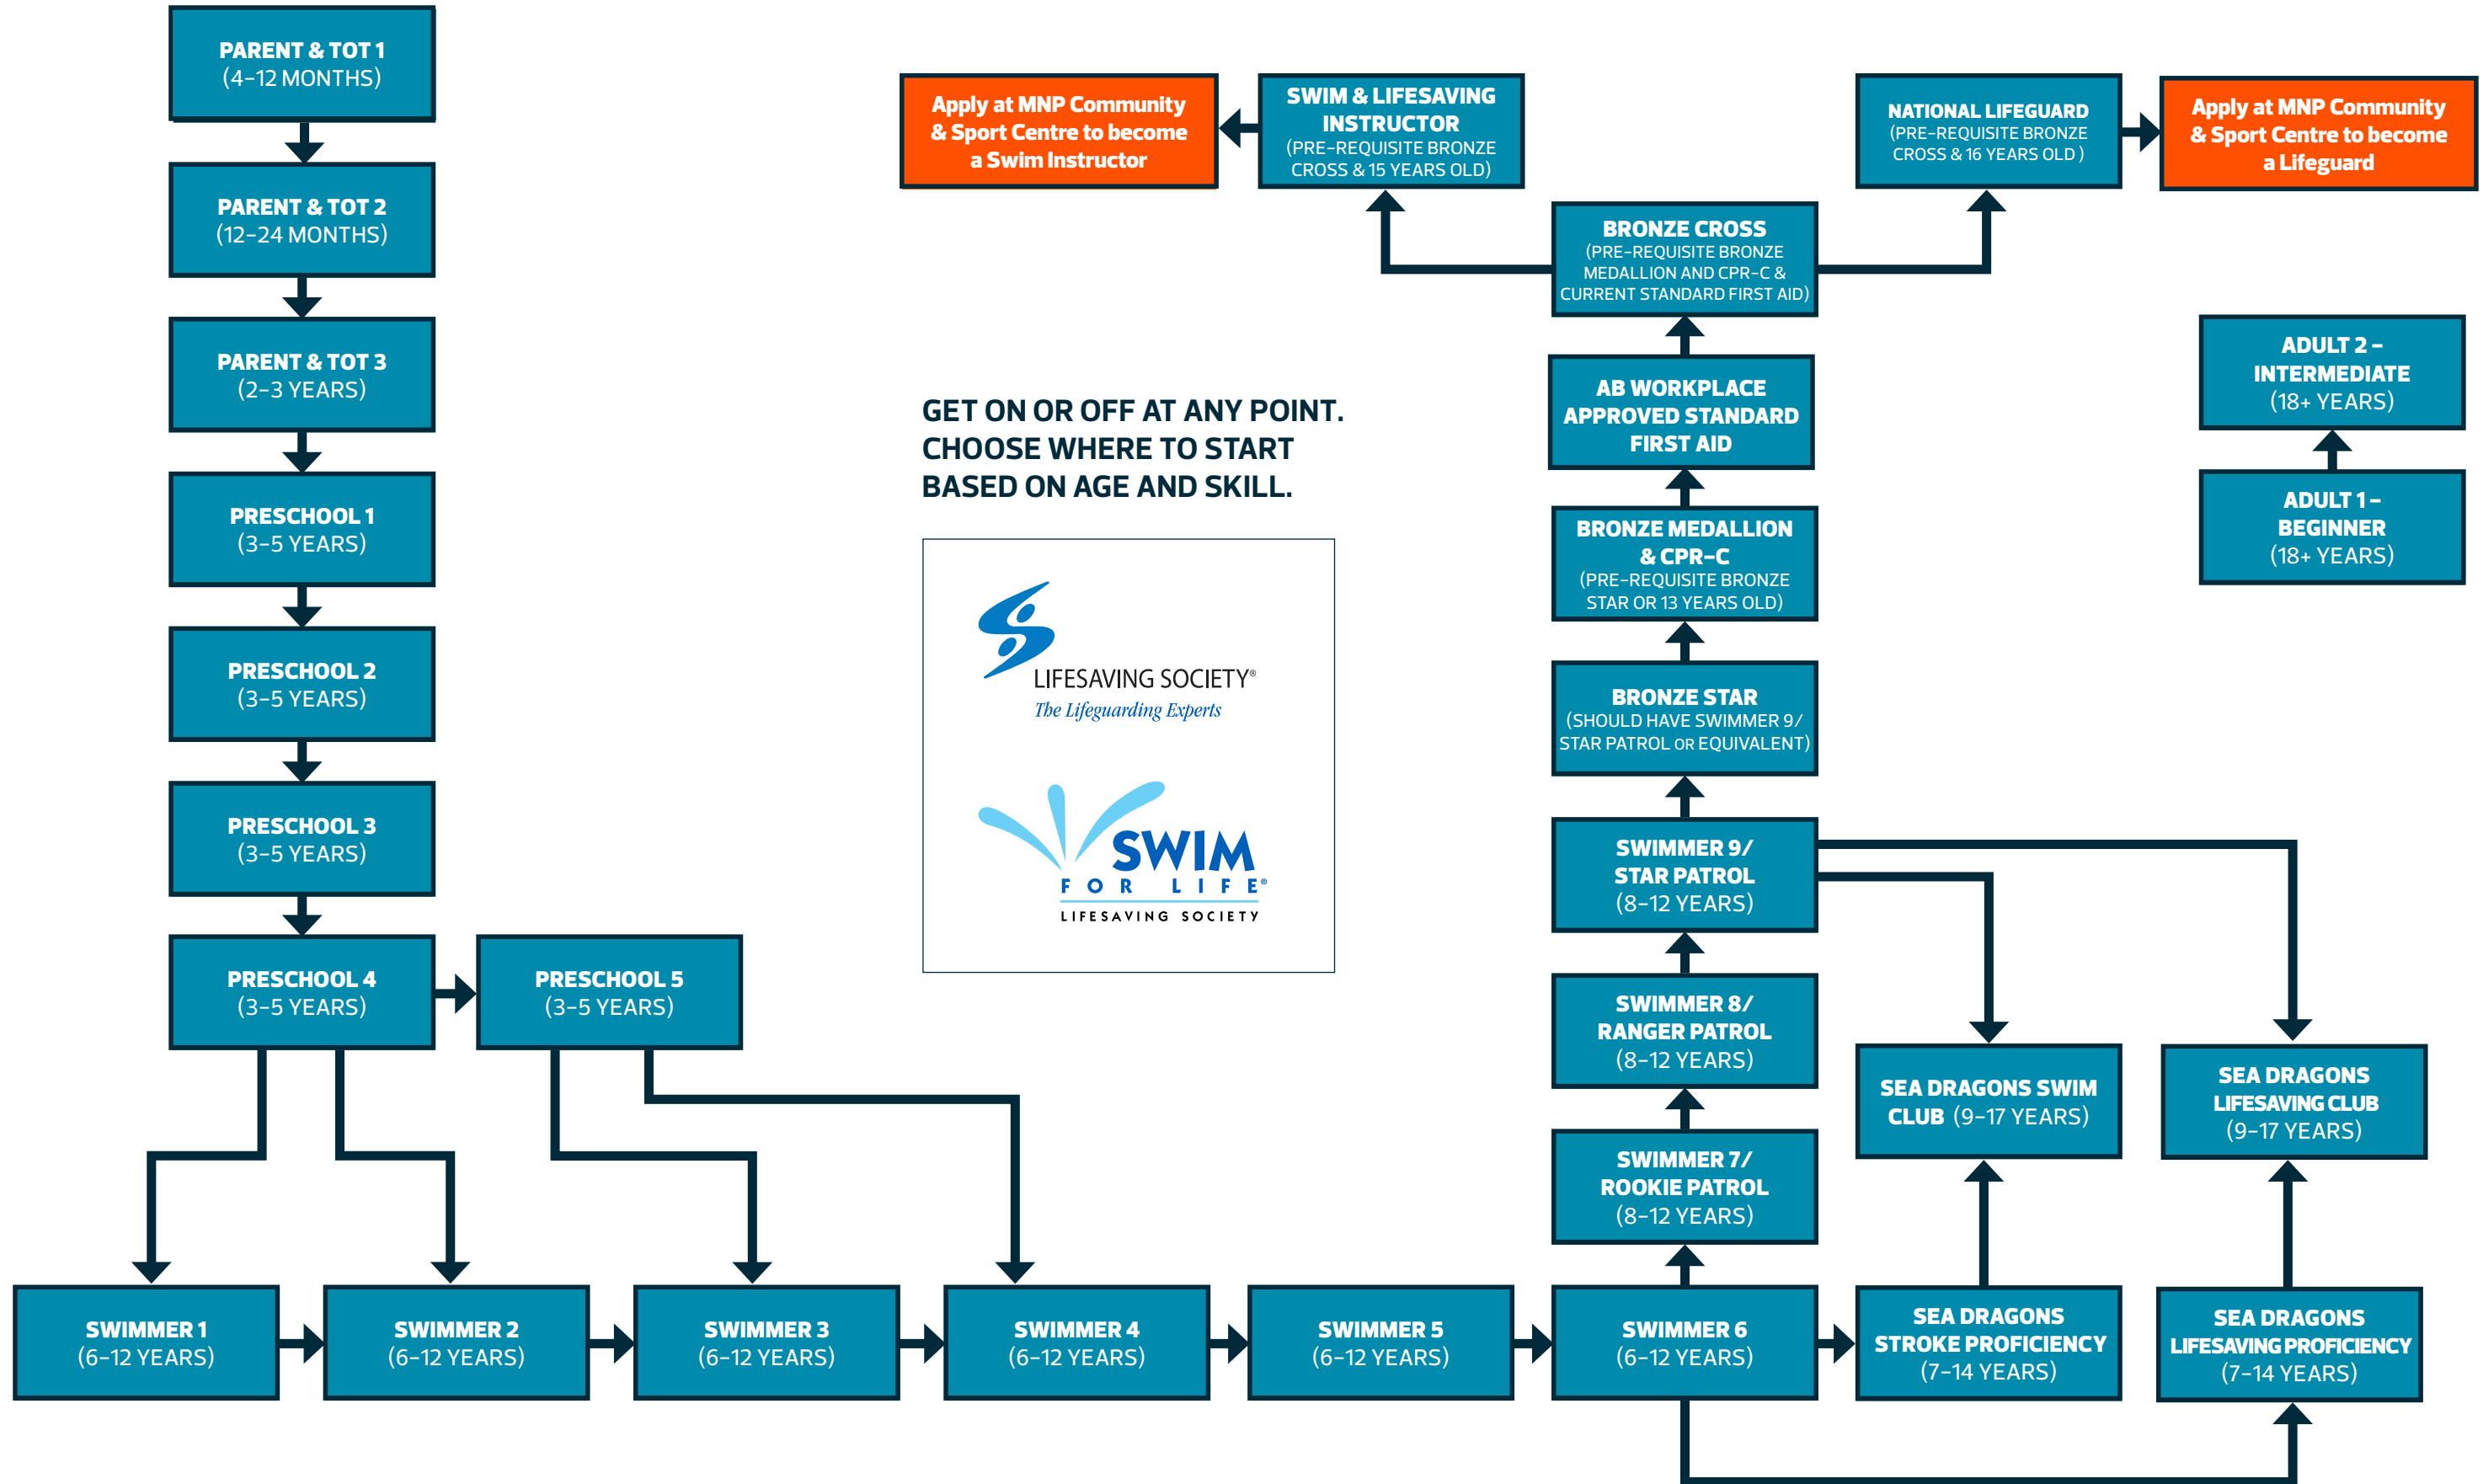 PARENT & TOT 1
(4-12 MONTHS)
PARENT & TOT 2
(12-24 MONTHS)
PARENT & TOT 3
(2-3 YEARS)
PRESCHOOL 1
(3-5 YEARS)
PRESCHOOL 2
(3-5 YEARS)
PRESCHOOL 3
(3-5 YEARS)
PRESCHOOL 4
(3-5 YEARS)
PRESCHOOL 5
(3-5 YEARS)
SWIMMER 1
(6-12 YEARS)
SWIMMER 2
(6-12 YEARS)
SWIMMER 3
(6-12 YEARS)
SWIMMER 4
(6-12 YEARS)
SWIMMER 5
(6-12 YEARS)
SWIMMER 6
(6-12 YEARS)
SEA DRAGONS
STROKE PROFICIENCY
(7-14 YEARS)
SEA DRAGONS
LIFESAVING PROFICIENCY
(7-14 YEARS)
SWIMMER 7/
ROOKIE PATROL
(8-12 YEARS)
SWIMMER 8/
RANGER PATROL
(8-12 YEARS)
SEA DRAGONS SWIM
CLUB (9-17 YEARS)
SEA DRAGONS
LIFESAVING CLUB
(9-17 YEARS)
SWIMMER 9/
STAR PATROL
(8-12 YEARS)
BRONZE STAR
(SHOULD HAVE SWIMMER 9/
STAR PATROL OR EQUIVALENT)
BRONZE MEDALLION
& CPR-C
(PRE-REQUISITE BRONZE
STAR OR 13 YEARS OLD)
AB WORKPLACE
APPROVED STANDARD
FIRST AID
BRONZE CROSS
(PRE-REQUISITE BRONZE
MEDALLION AND CPR-C &
CURRENT STANDARD FIRST AID)
SWIM & LIFESAVING
INSTRUCTOR
(PRE-REQUISITE BRONZE
CROSS & 15 YEARS OLD)
Apply at MNP Community
& Sport Centre to become
a Swim Instructor
NATIONAL LIFEGUARD
(PRE-REQUISITE BRONZE
CROSS & 16 YEARS OLD )
Apply at MNP Community
& Sport Centre to become
a Lifeguard
ADULT 2 -
INTERMEDIATE
(18+ YEARS)
ADULT 1 -
BEGINNER
(18+ YEARS)
GET ON OR OFF AT ANY POINT.
CHOOSE WHERE TO START
BASED ON AGE AND SKILL.
LIFESAVING SOCIETY®
The Lifeguarding Experts
SWIM
FOR LIFE®
LIFESAVING SOCIETY